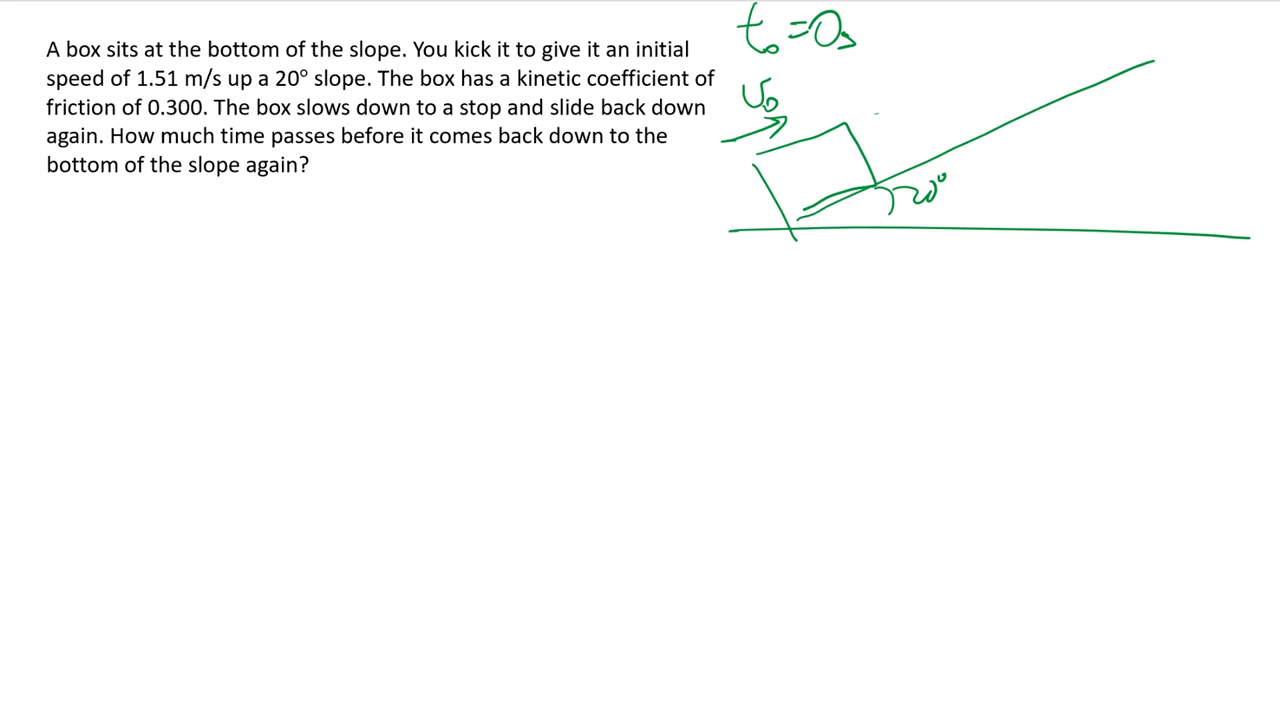 A box sits at the bottom of the slope. You kick it to give it an initial
speed of 1.51 m/s up a 20° slope. The box has a kinetic coefficient of
friction of 0.300. The box slows down to a stop and slide back down
again. How much time passes before it comes back down to the
bottom of the slope again?
t₀=0s
υ₀
20°